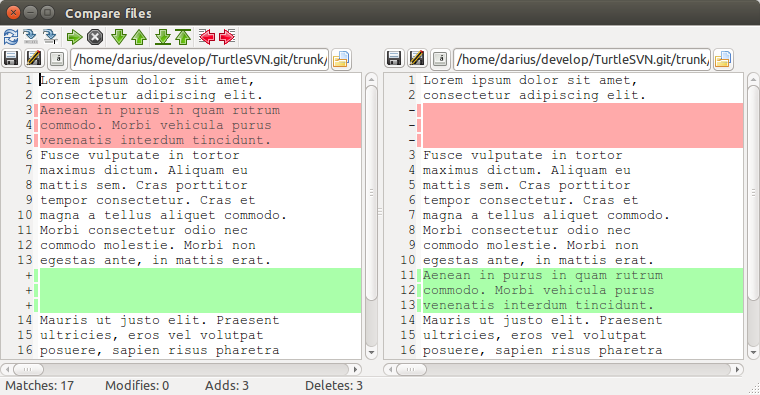 Compare files
/home/darius/develop/TurtleSVN.git/trunk/
/home/darius/develop/TurtleSVN.git/trunk/
1 Lorem ipsum dolor sit amet,
2 consectetur adipiscing elit.
3 Aenean in purus in quam rutrum
4 commodo. Morbi vehicula purus
5 venenatis interdum tincidunt.
6 Fusce vulputate in tortor
7 maximus dictum. Aliquam eu
8 mattis sem. Cras porttitor
9 tempor consectetur. Cras et
10 magna a tellus aliquet commodo.
11 Morbi consectetur odio nec
12 commodo molestie. Morbi non
13 egestas ante, in mattis erat.
+
+
+
14 Mauris ut justo elit. Praesent
15 ultricies, eros vel volutpat
16 posuere, sapien risus pharetra
1 Lorem ipsum dolor sit amet,
2 consectetur adipiscing elit.
-
-
-
3 Fusce vulputate in tortor
4 maximus dictum. Aliquam eu
5 mattis sem. Cras porttitor
6 tempor consectetur. Cras et
7 magna a tellus aliquet commodo.
8 Morbi consectetur odio nec
9 commodo molestie. Morbi non
10 egestas ante, in mattis erat.
11 Aenean in purus in quam rutrum
12 commodo. Morbi vehicula purus
13 venenatis interdum tincidunt.
14 Mauris ut justo elit. Praesent
15 ultricies, eros vel volutpat
16 posuere, sapien risus pharetra
Matches: 17 Modifies: 0 Adds: 3 Deletes: 3